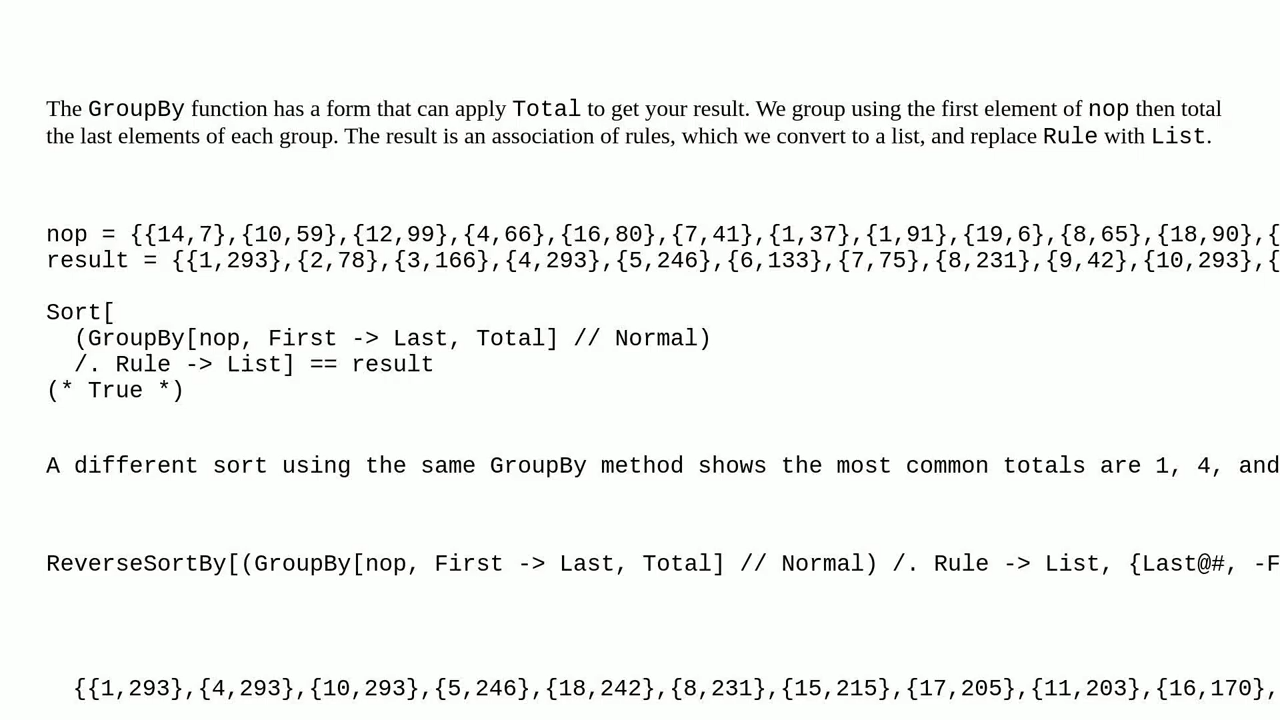 The GroupBy function has a form that can apply Total to get your result. We group using the first element of nop then total
the last elements of each group. The result is an association of rules, which we convert to a list, and replace Rule with List.
nop = {{14,7},{10,59},{12,99},{4,66},{16,80},{7,41},{1,37},{1,91},{19,6},{8,65},{18,90},{
result = {{1,293},{2,78},{3,166},{4,293},{5,246},{6,133},{7,75},{8,231},{9,42},{10,293},{
Sort[
(GroupBy[nop, First -> Last, Total] // Normal)
/. Rule -> List] == result
(* True *)
A different sort using the same GroupBy method shows the most common totals are 1, 4, and
ReverseSortBy[(GroupBy[nop, First -> Last, Total] // Normal) /. Rule -> List, {Last@#, -F
{{1,293},{4,293},{10,293},{5,246},{18,242},{8,231},{15,215},{17,205},{11,203},{16,170},